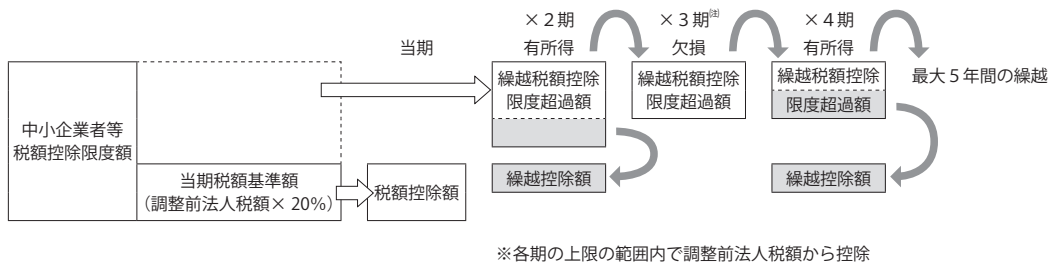 ×2期
有所得
×3期㊟
欠損
×4期
有所得
当期
繰越税額控除
限度超過額
繰越税額控除
限度超過額
繰越税額控除
限度超過額
最大5年間の繰越
中小企業者等
税額控除限度額
当期税額基準額
（調整前法人税額×20%）
税額控除額
繰越控除額
繰越控除額
※各期の上限の範囲内で調整前法人税額から控除